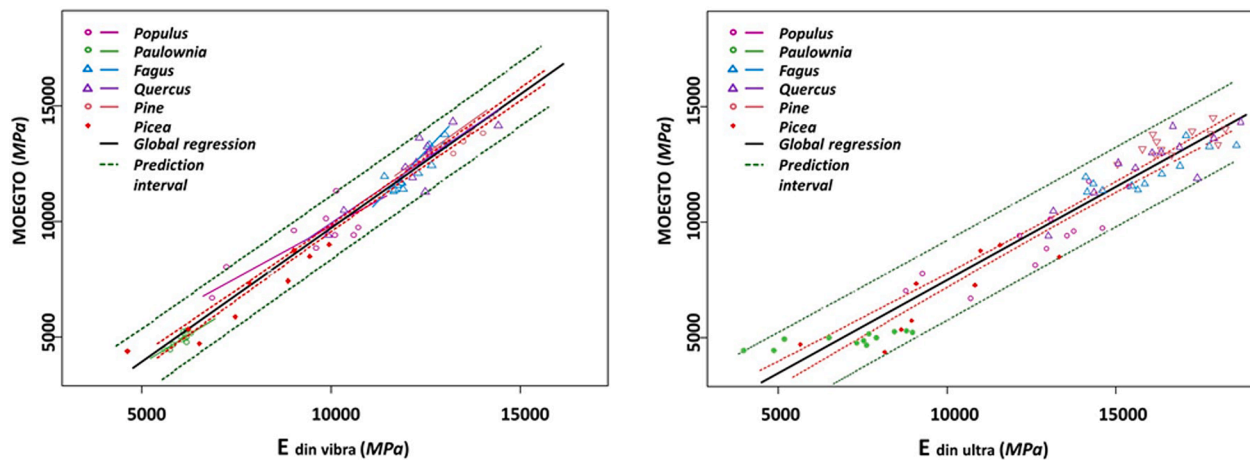 Populus
Paulownia
Fagus
Quercus
Pine
Picea
Global regression
Prediction
interval
MOEGTO (MPa)
15000
10000
5000
5000 10000 15000
E din vibra (MPa)
Populus
Paulownia
Fagus
Quercus
Pine
Picea
Global regression
Prediction
interval
MOEGTO (MPa)
15000
10000
5000
5000 10000 15000
E din ultra (MPa)